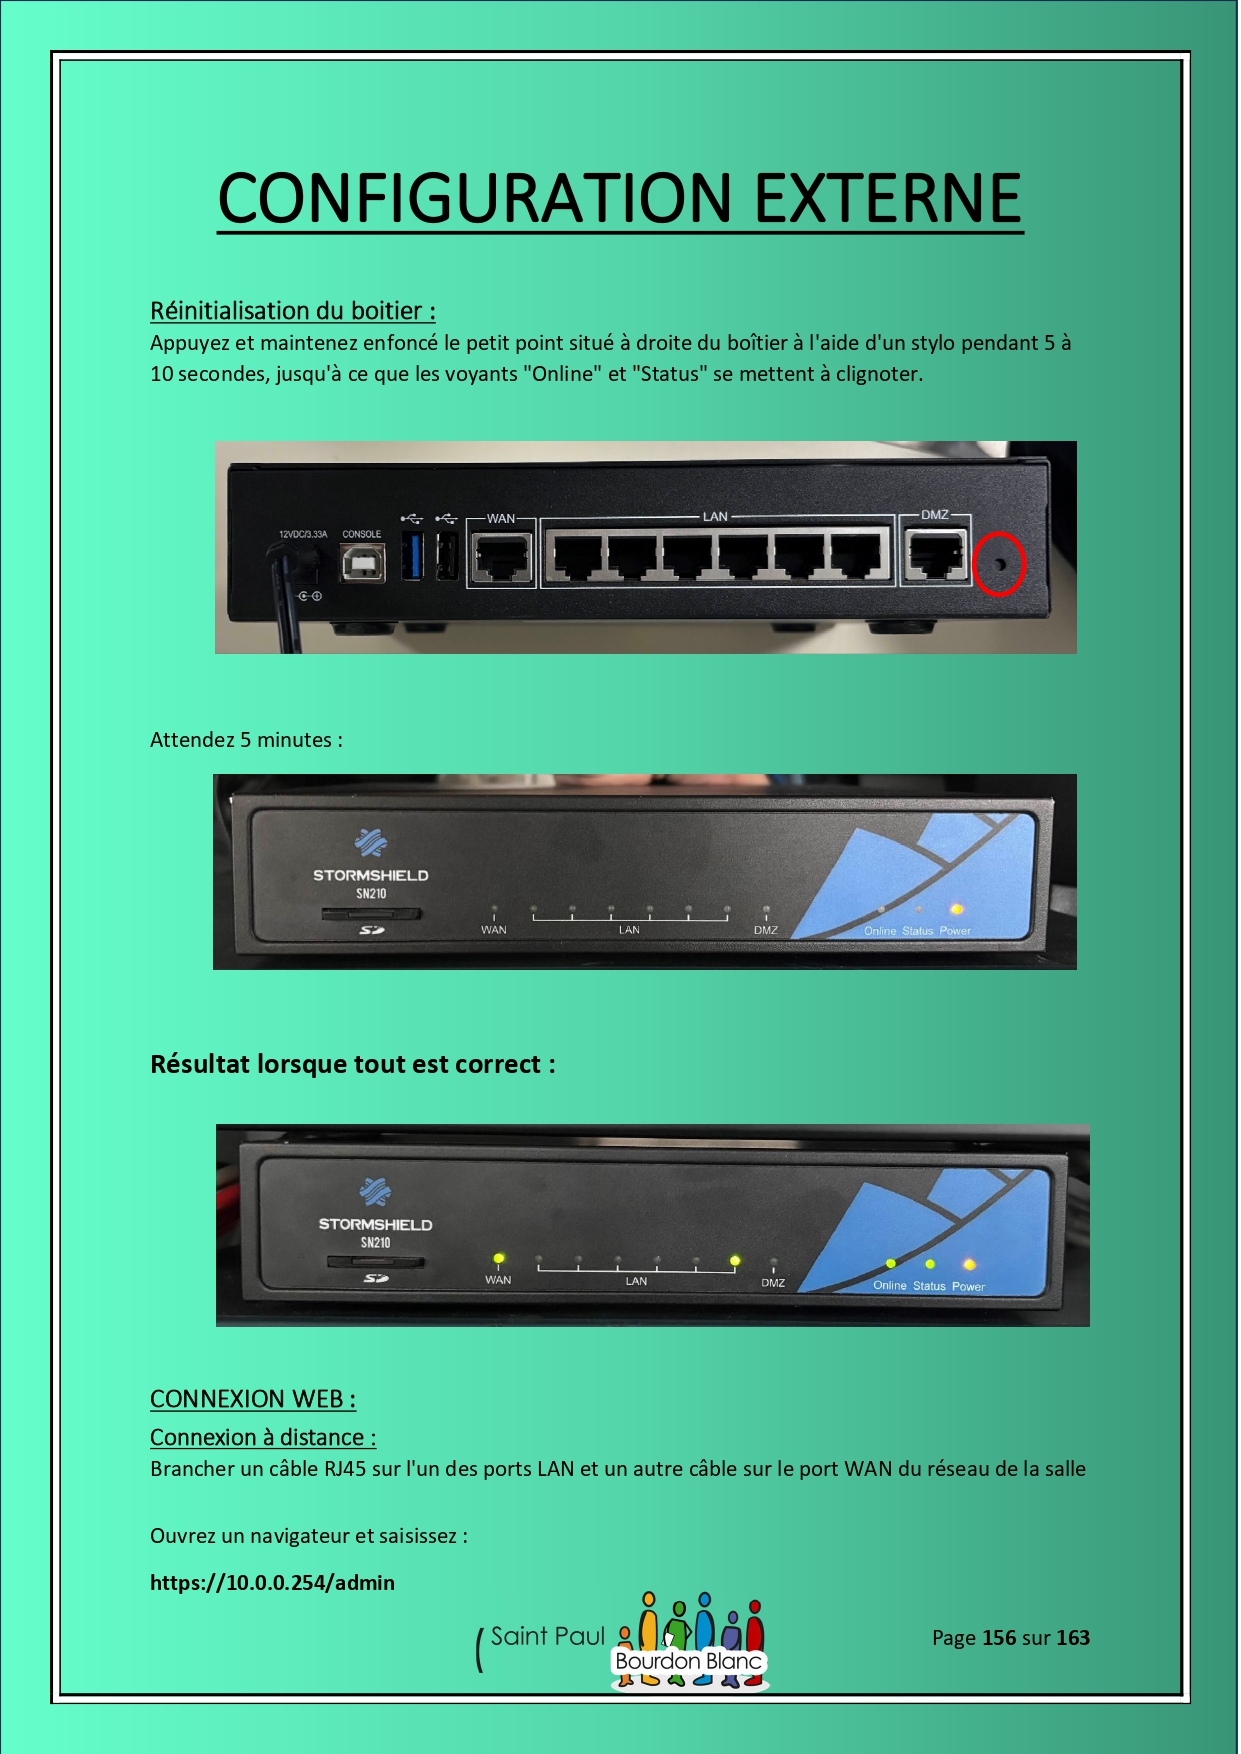 CONFIGURATION EXTERNE
Réinitialisation du boitier :
Appuyez et maintenez enfoncé le petit point situé à droite du boîtier à l'aide d'un stylo pendant 5 à
10 secondes, jusqu'à ce que les voyants "Online" et "Status" se mettent à clignoter.
12VDC/3.33A CONSOLE WAN LAN DMZ
Attendez 5 minutes :
STORMSHIELD
SN210
WAN LAN DMZ Online Status Power
SD
Résultat lorsque tout est correct :
STORMSHIELD
SN210
WAN LAN DMZ Online Status Power
SD
CONNEXION WEB :
Connexion à distance :
Brancher un câble RJ45 sur l'un des ports LAN et un autre câble sur le port WAN du réseau de la salle
Ouvrez un navigateur et saisissez :
https://10.0.0.254/admin
Saint Paul
Bourdon Blanc
Page 156 sur 163